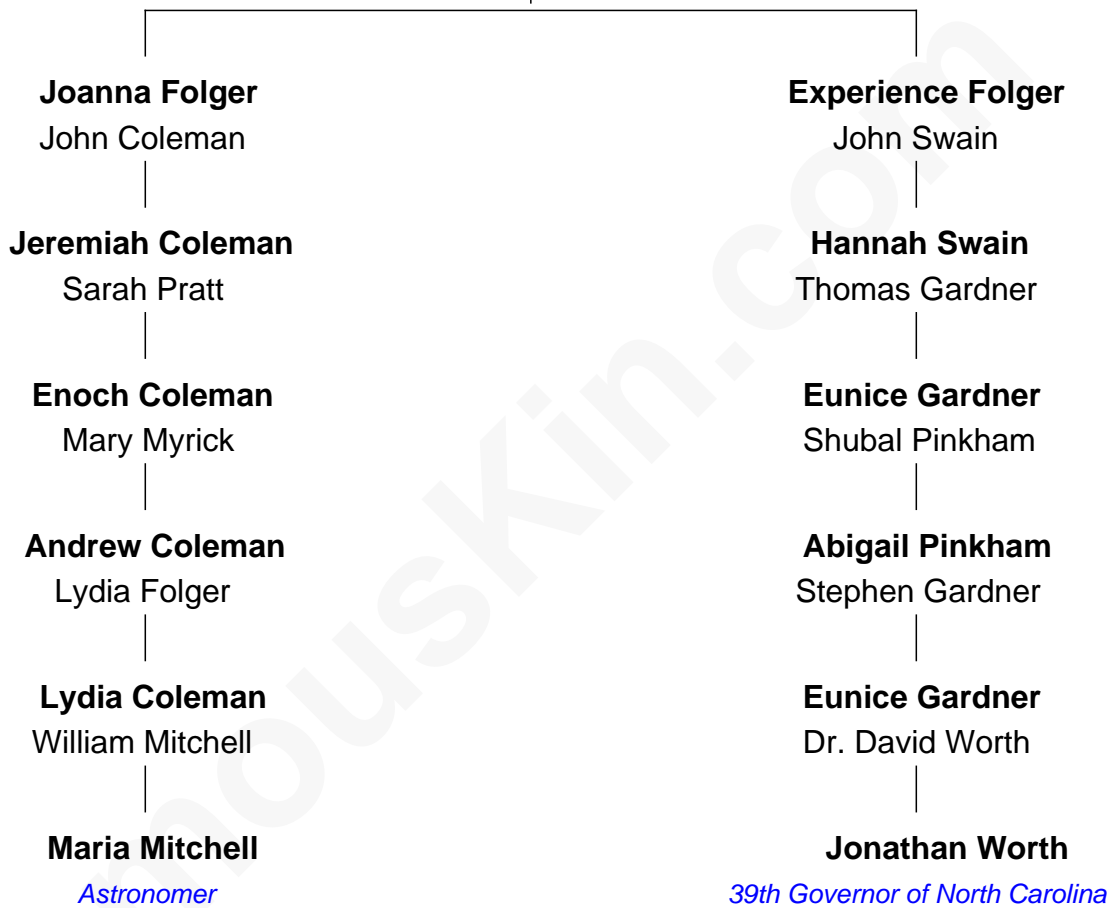 Joanna Folger
John Coleman
Experience Folger
John Swain
Jeremiah Coleman
Sarah Pratt
Hannah Swain
Thomas Gardner
Enoch Coleman
Mary Myrick
Eunice Gardner
Shubal Pinkham
Andrew Coleman
Lydia Folger
Abigail Pinkham
Stephen Gardner
Lydia Coleman
William Mitchell
Eunice Gardner
Dr. David Worth
Maria Mitchell
Astronomer
Jonathan Worth
39th Governor of North Carolina
mousKin.com